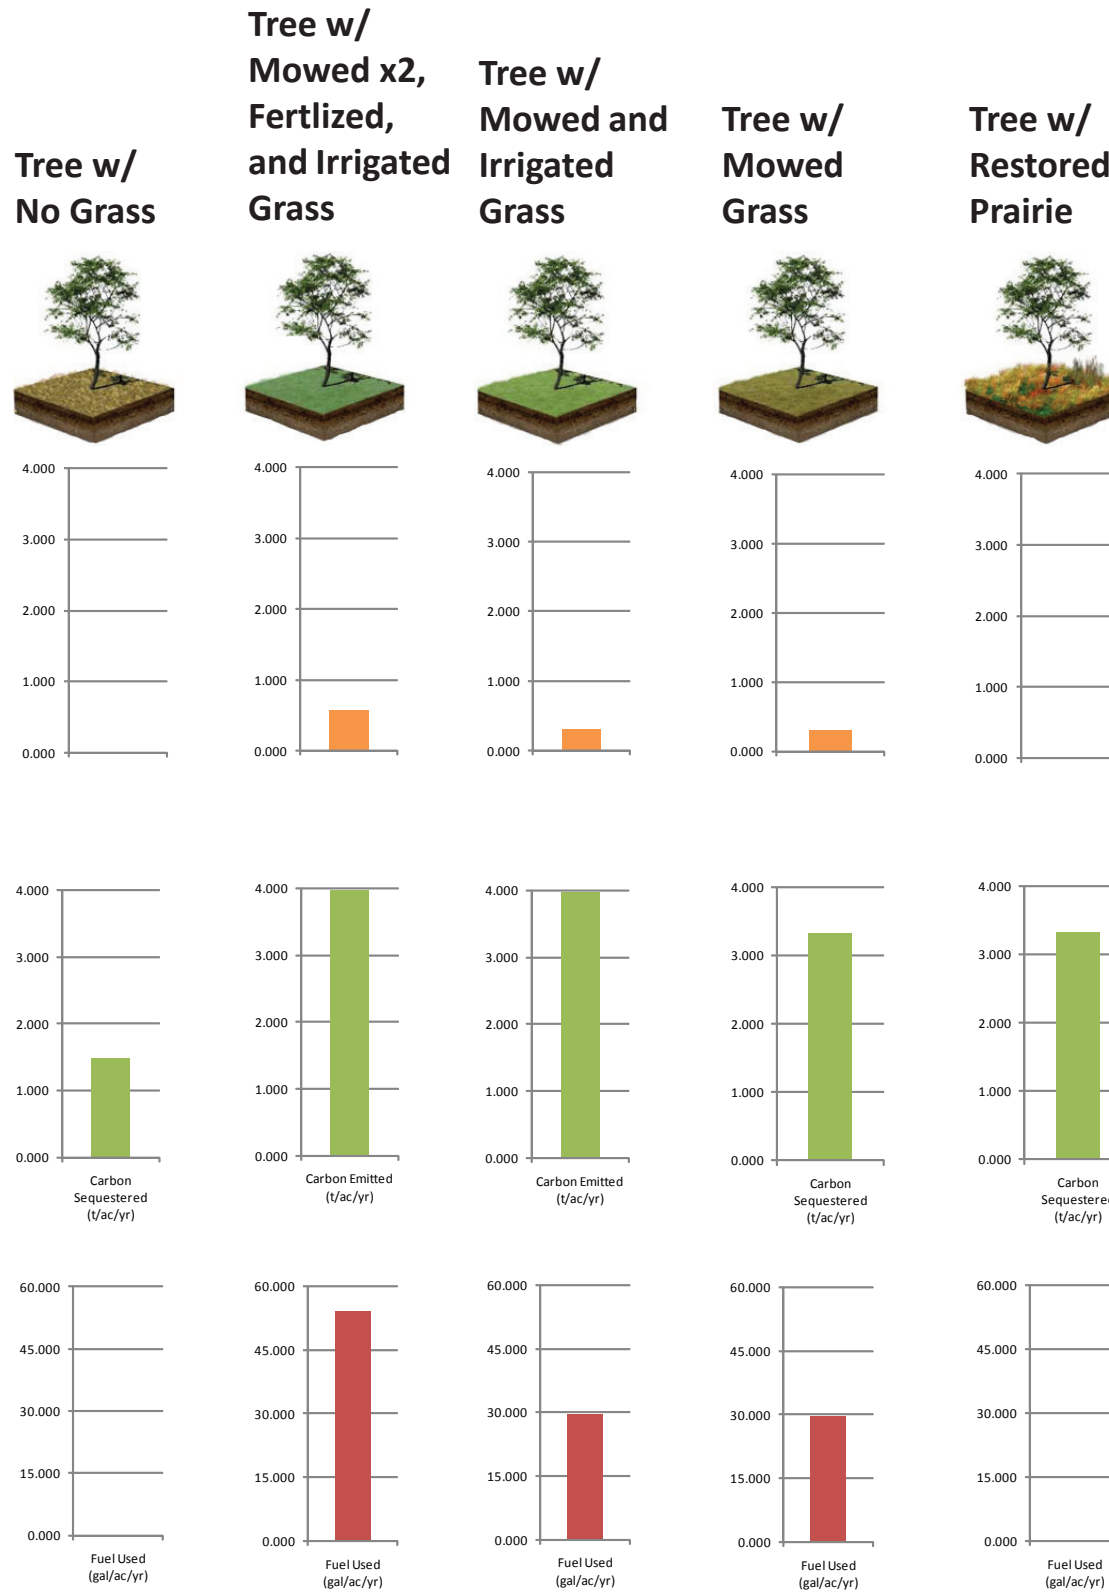 Tree w/
No Grass
Tree w/
Mowed x2,
Fertlized,
and Irrigated
Grass
Tree w/
Mowed and
Irrigated
Grass
Tree w/
Mowed
Grass
Tree w/
Restored
Prairie
4.000
3.000
2.000
1.000
0.000
4.000
3.000
2.000
1.000
0.000
4.000
3.000
2.000
1.000
0.000
4.000
3.000
2.000
1.000
0.000
4.000
3.000
2.000
1.000
0.000
4.000
3.000
2.000
1.000
0.000
Carbon
Sequestered
(t/ac/yr)
4.000
3.000
2.000
1.000
0.000
Carbon Emitted
(t/ac/yr)
4.000
3.000
2.000
1.000
0.000
Carbon Emitted
(t/ac/yr)
4.000
3.000
2.000
1.000
0.000
Carbon
Sequestered
(t/ac/yr)
4.000
3.000
2.000
1.000
0.000
Carbon
Sequestered
(t/ac/yr)
60.000
45.000
30.000
15.000
0.000
Fuel Used
(gal/ac/yr)
60.000
45.000
30.000
15.000
0.000
Fuel Used
(gal/ac/yr)
60.000
45.000
30.000
15.000
0.000
Fuel Used
(gal/ac/yr)
60.000
45.000
30.000
15.000
0.000
Fuel Used
(gal/ac/yr)
60.000
45.000
30.000
15.000
0.000
Fuel Used
(gal/ac/yr)